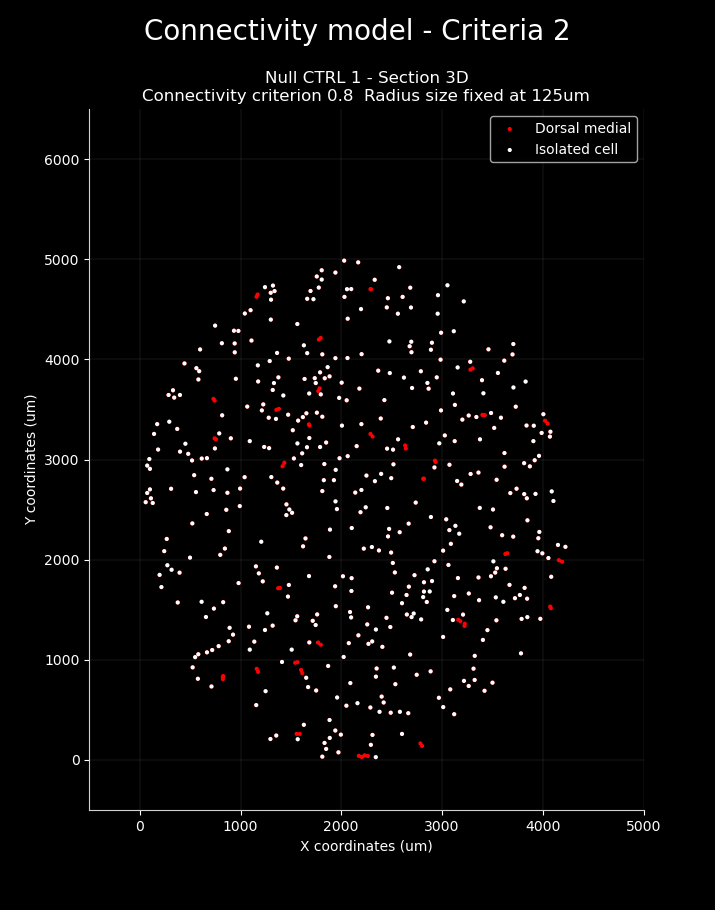 Connectivity model - Criteria 2
Null CTRL 1 - Section 3D
Connectivity criterion 0.8  Radius size fixed at 125um
Dorsal medial
Isolated cell
6000
5000
4000
3000
2000
1000
0
Y coordinates (um)
0 1000 2000 3000 4000 5000
X coordinates (um)